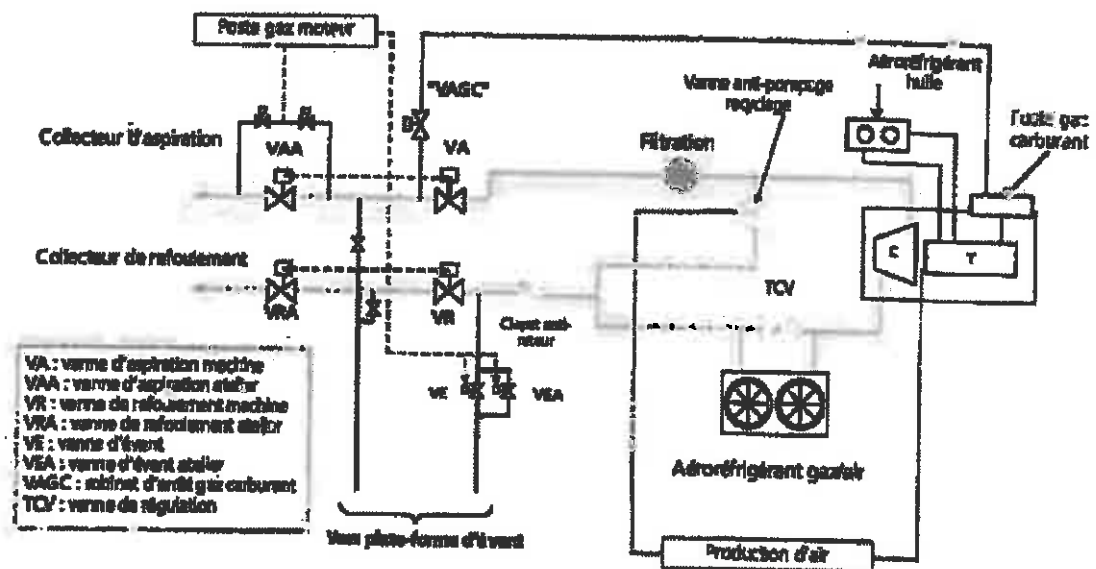 Poste gaz moteur
"VAGC"
Aéroréfrigérant
huile
Vanne anti-pompage
recyclage
gaz
carburant
Collecteur d'aspiration
VAA
VA
Filtration
Collecteur de refoulement
C
T
VRA
VR
TCV
Clapet anti-
retour
VE
VEA
VA : vanne d'aspiration machine
VAA : vanne d'aspiration atelier
VR : vanne de refoulement machine
VRA : vanne de refoulement atelier
VE : vanne d'évent
VEA : vanne d'évent atelier
VAGC : robinet d'arrêt gaz carburant
TCV : vanne de régulation
Aéroréfrigérant gaz/air
Vers plate-forme d'évent
Production d'air